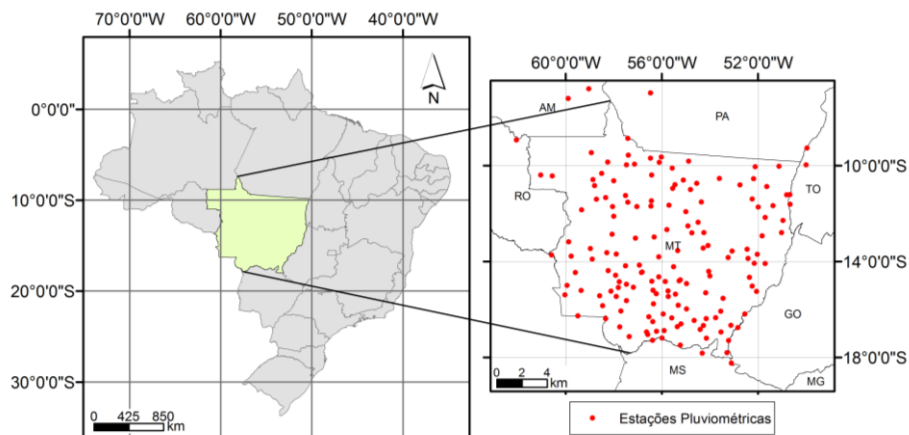 70°0'0"W 60°0'0"W 50°0'0"W 40°0'0"W
0°0'0"
10°0'0"S
20°0'0"S
30°0'0"S
N
0 425 850
km
60°0'0"W 56°0'0"W 52°0'0"W
AM
PA
10°0'0"S
RO
TO
MT
14°0'0"S
GO
18°0'0"S
MS
MG
0 2 4
km
Estações Pluviométricas